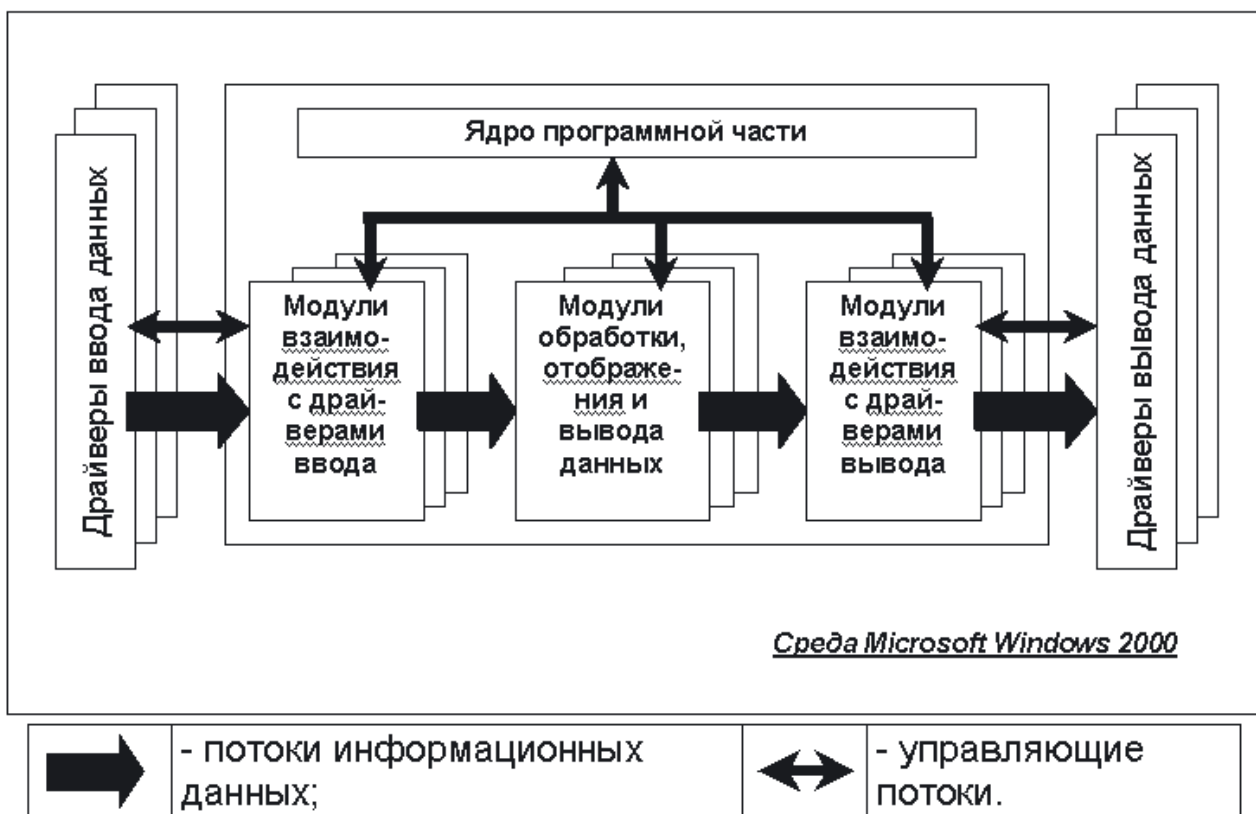 Ядро программной части
Драйверы ввода данных
Модули
взаимо-
действия
с драй-
верами
ввода
Модули
обработки,
отображе-
ния и
вывода
данных
Модули
взаимо-
действия
с драй-
верами
вывода
Драйверы вывода данных
Среда Microsoft Windows 2000
- потоки информационных
данных;
- управляющие
потоки.